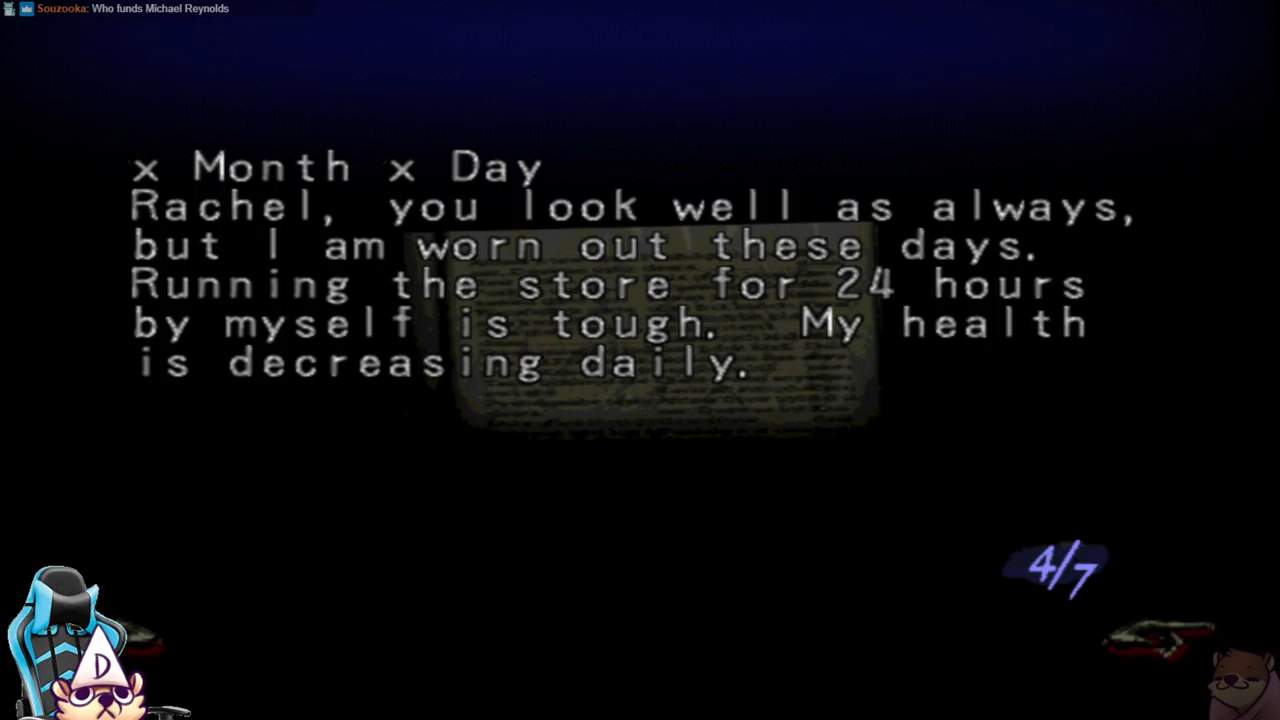 Souzooka: Who funds Michael Reynolds
x Month x Day
Rachel, you look well as always,
but I am worn out these days.
Running the store for 24 hours
by myself is tough. My health
is decreasing daily.
4/7
D